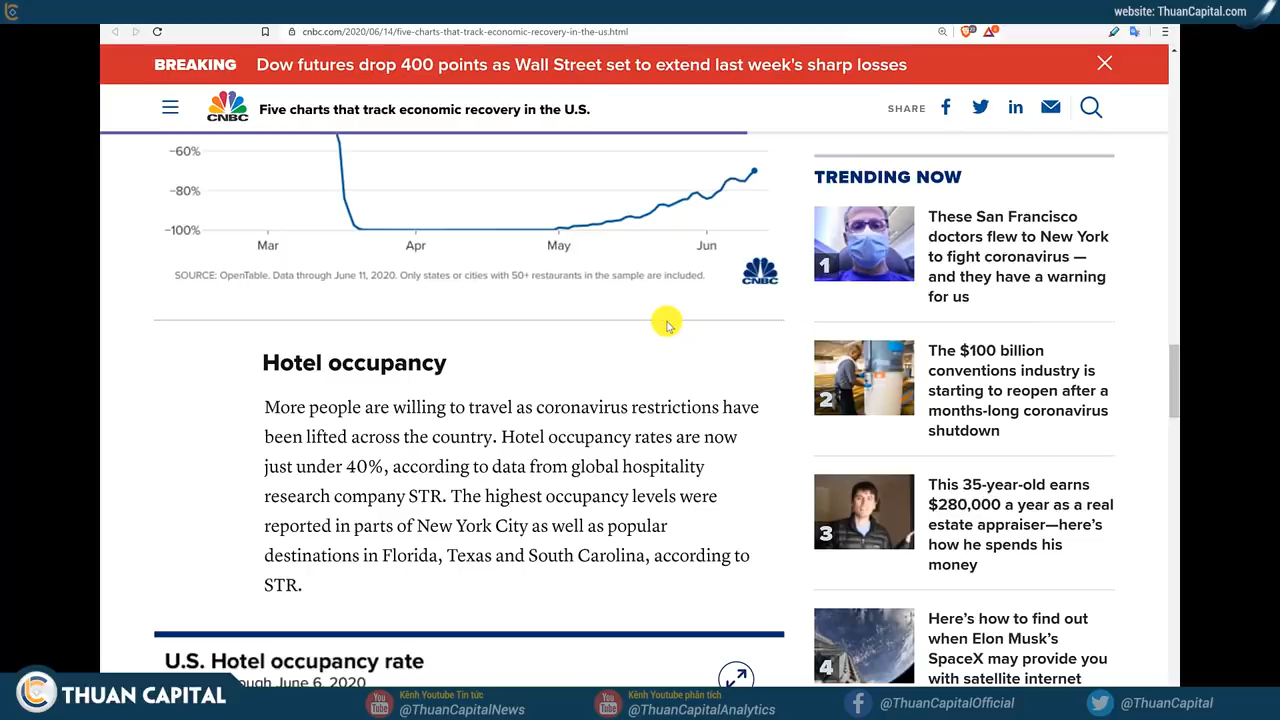 website: ThuanCapital.com
cnbc.com/2020/06/14/five-charts-that-track-economic-recovery-in-the-us.html
BREAKING Dow futures drop 400 points as Wall Street set to extend last week's sharp losses
CNBC
Five charts that track economic recovery in the U.S.
SHARE
−60%
−80%
−100%
Mar Apr May Jun
SOURCE: OpenTable. Data through June 11, 2020. Only states or cities with 50+ restaurants in the sample are included.
CNBC
Hotel occupancy
More people are willing to travel as coronavirus restrictions have
been lifted across the country. Hotel occupancy rates are now
just under 40%, according to data from global hospitality
research company STR. The highest occupancy levels were
reported in parts of New York City as well as popular
destinations in Florida, Texas and South Carolina, according to
STR.
U.S. Hotel occupancy rate
ough June 6, 2020
TRENDING NOW
1
These San Francisco
doctors flew to New York
to fight coronavirus —
and they have a warning
for us
2
The $100 billion
conventions industry is
starting to reopen after a
months-long coronavirus
shutdown
3
This 35-year-old earns
$280,000 a year as a real
estate appraiser—here's
how he spends his
money
4
Here's how to find out
when Elon Musk's
SpaceX may provide you
with satellite internet
THUAN CAPITAL
You Tube
Kênh Youtube Tin tức
@ThuanCapitalNews
You Tube
Kênh Youtube phân tích
@ThuanCapitalAnalytics
@ThuanCapitalOfficial
@ThuanCapital